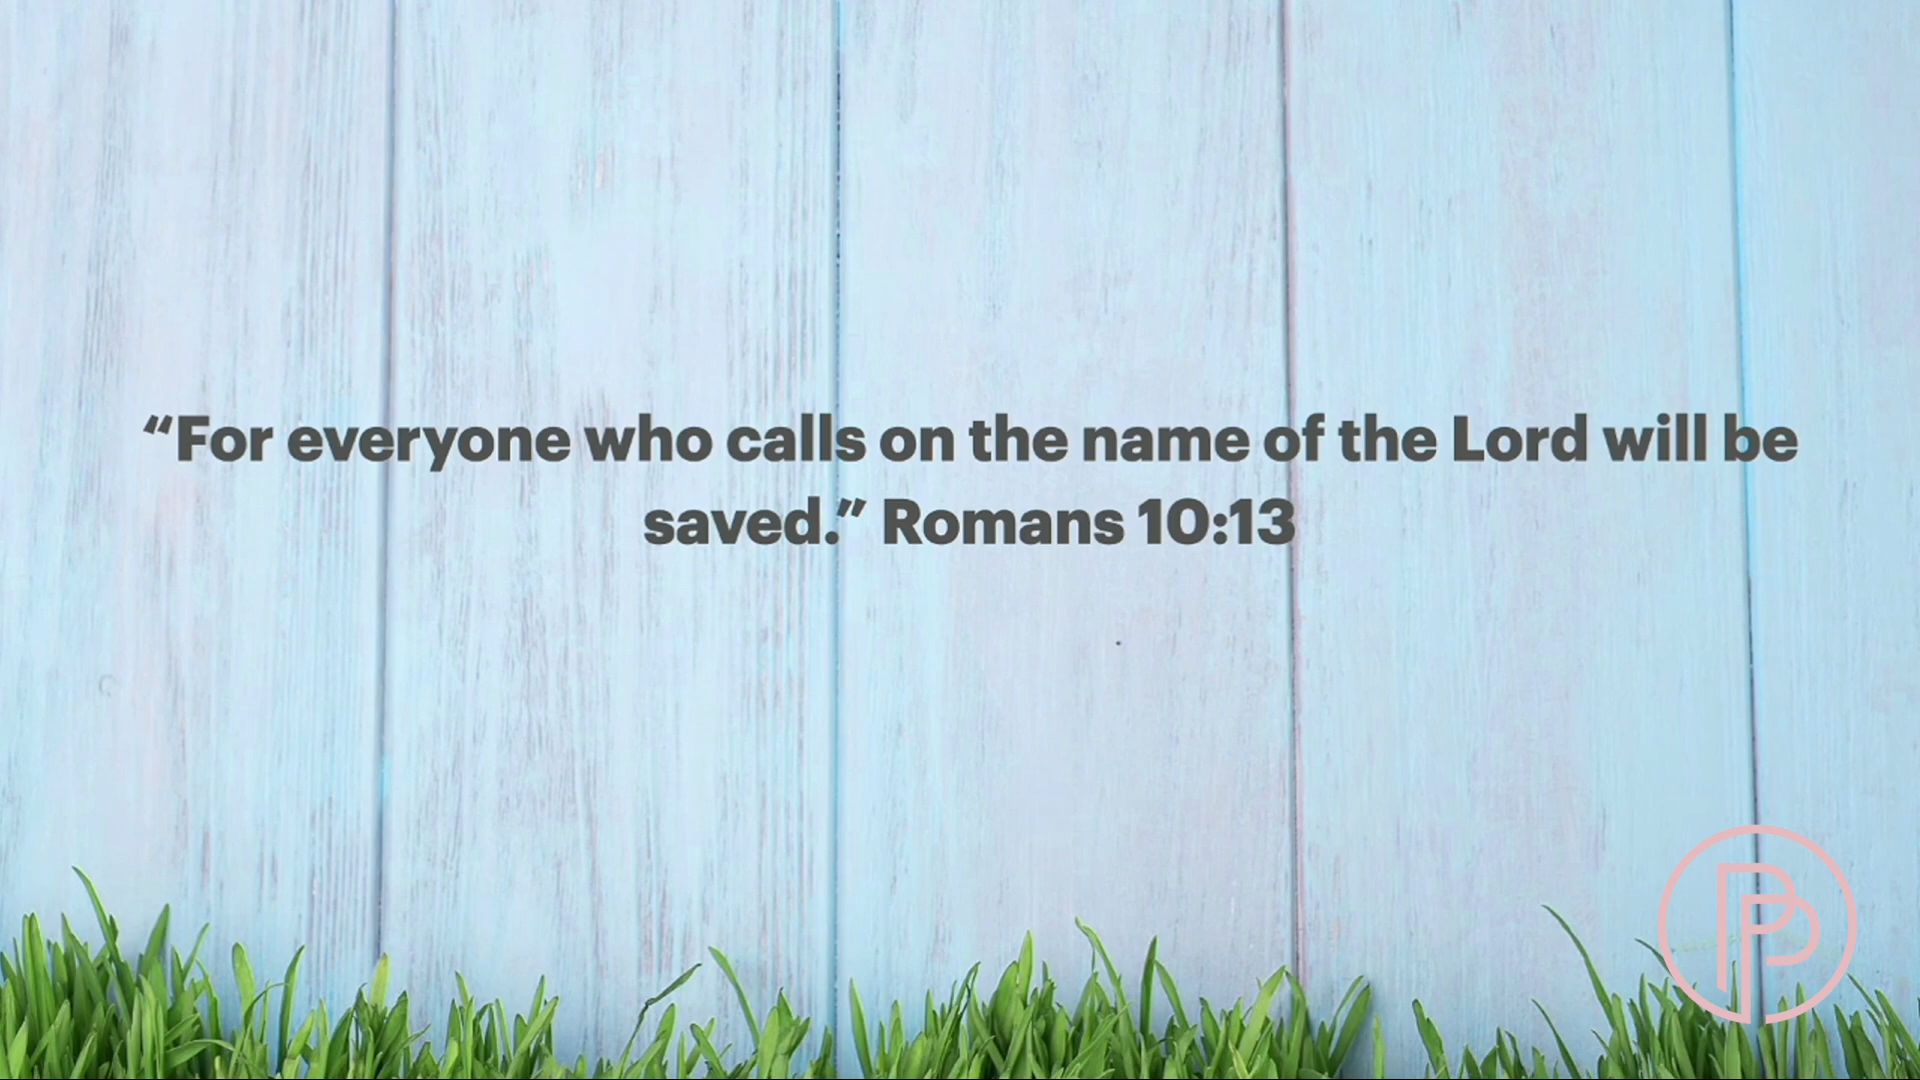 “For everyone who calls on the name of the Lord will be
saved.” Romans 10:13